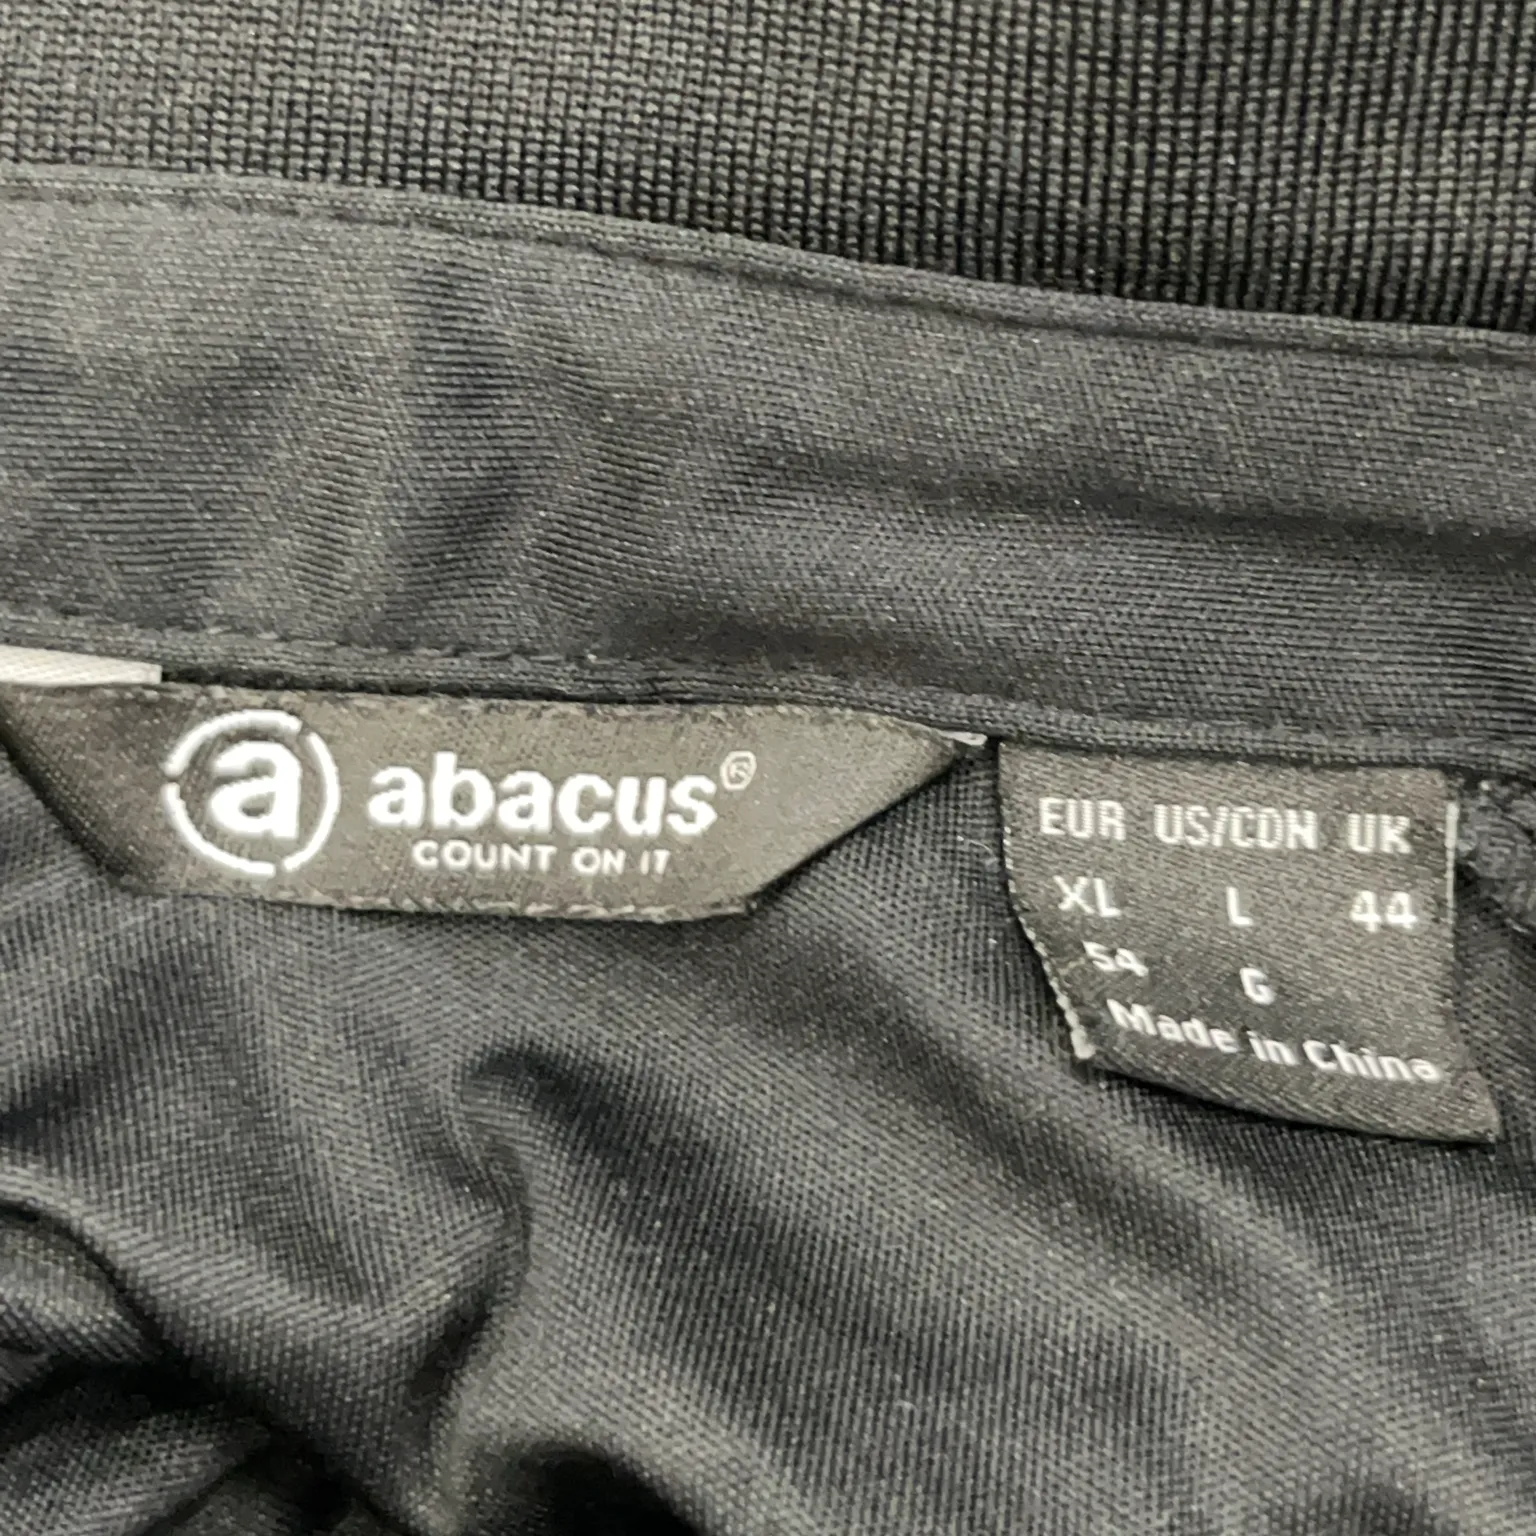 a abacus®
COUNT ON IT
EUR US/CDN UK
XL L 44
54 G
Made in China